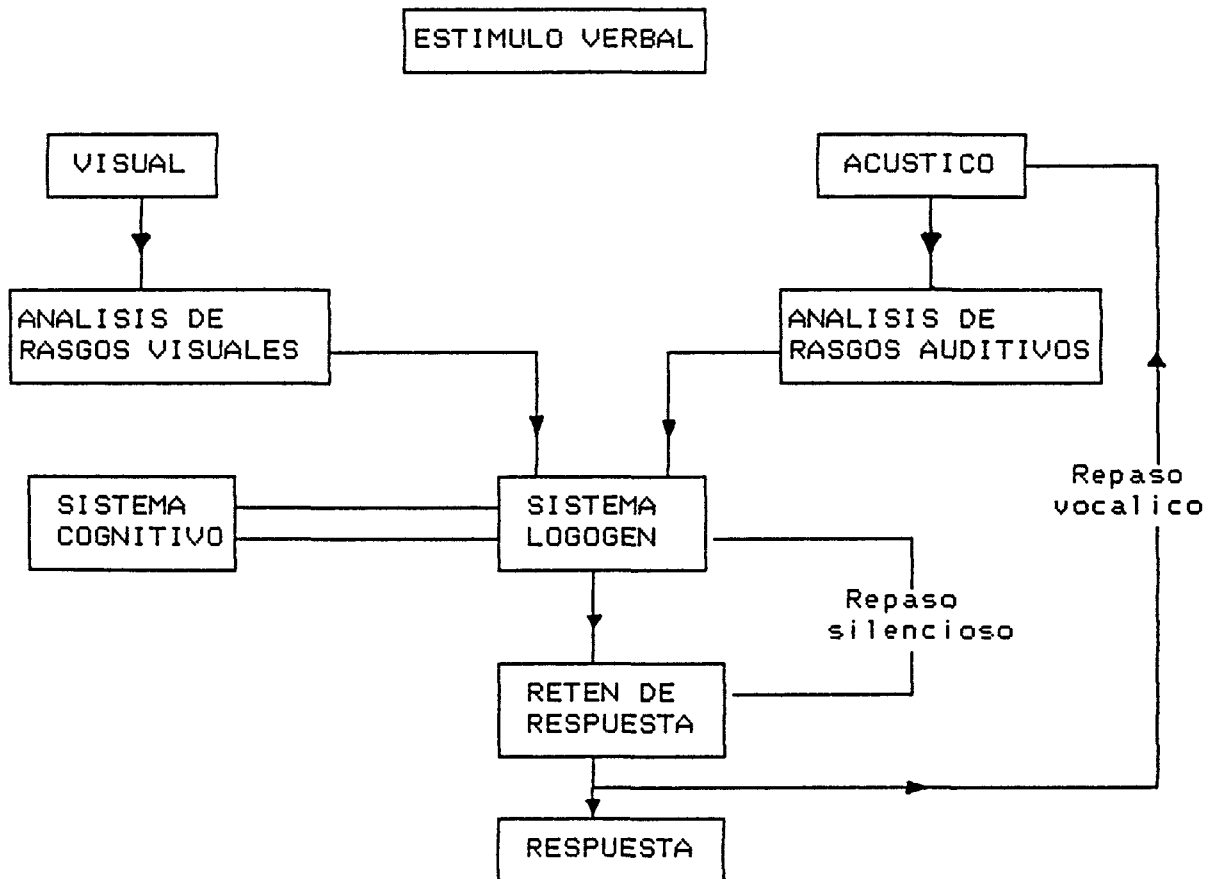 ESTIMULO VERBAL
VISUAL
ACUSTICO
ANALISIS DE
RASGOS VISUALES
ANALISIS DE
RASGOS AUDITIVOS
SISTEMA
COGNITIVO
SISTEMA
LOGOGEN
Repaso
vocalico
Repaso
silencioso
RETEN DE
RESPUESTA
RESPUESTA